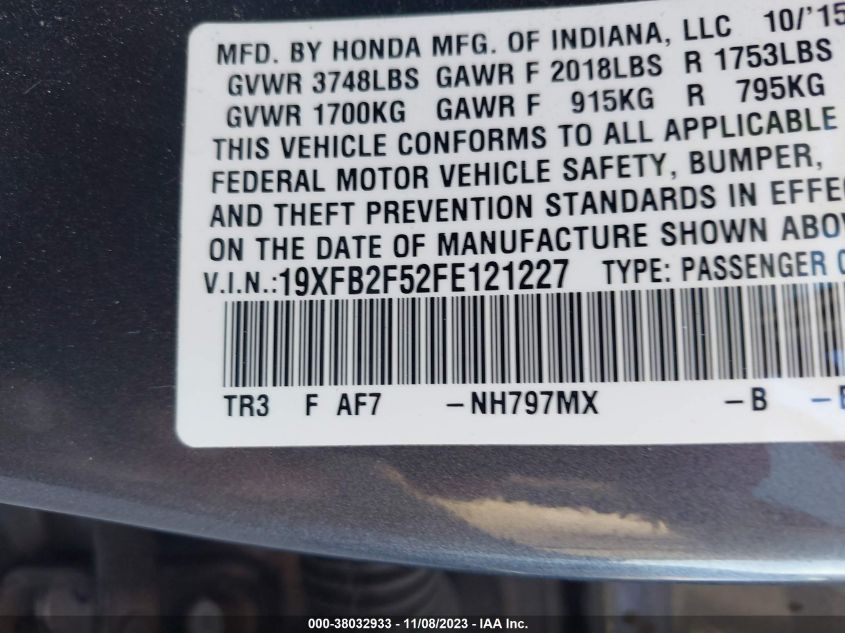 MFD. BY HONDA MFG. OF INDIANA, LLC 10/'15
GVWR 3748LBS GAWR F 2018LBS R 1753LBS
GVWR 1700KG GAWR F 915KG R 795KG
THIS VEHICLE CONFORMS TO ALL APPLICABLE
FEDERAL MOTOR VEHICLE SAFETY, BUMPER,
AND THEFT PREVENTION STANDARDS IN EFFE
ON THE DATE OF MANUFACTURE SHOWN ABO
V.I.N.:19XFB2F52FE121227 TYPE: PASSENGER
TR3 F AF7 -NH797MX -B -
000-38032933 - 11/08/2023 - IAA Inc.